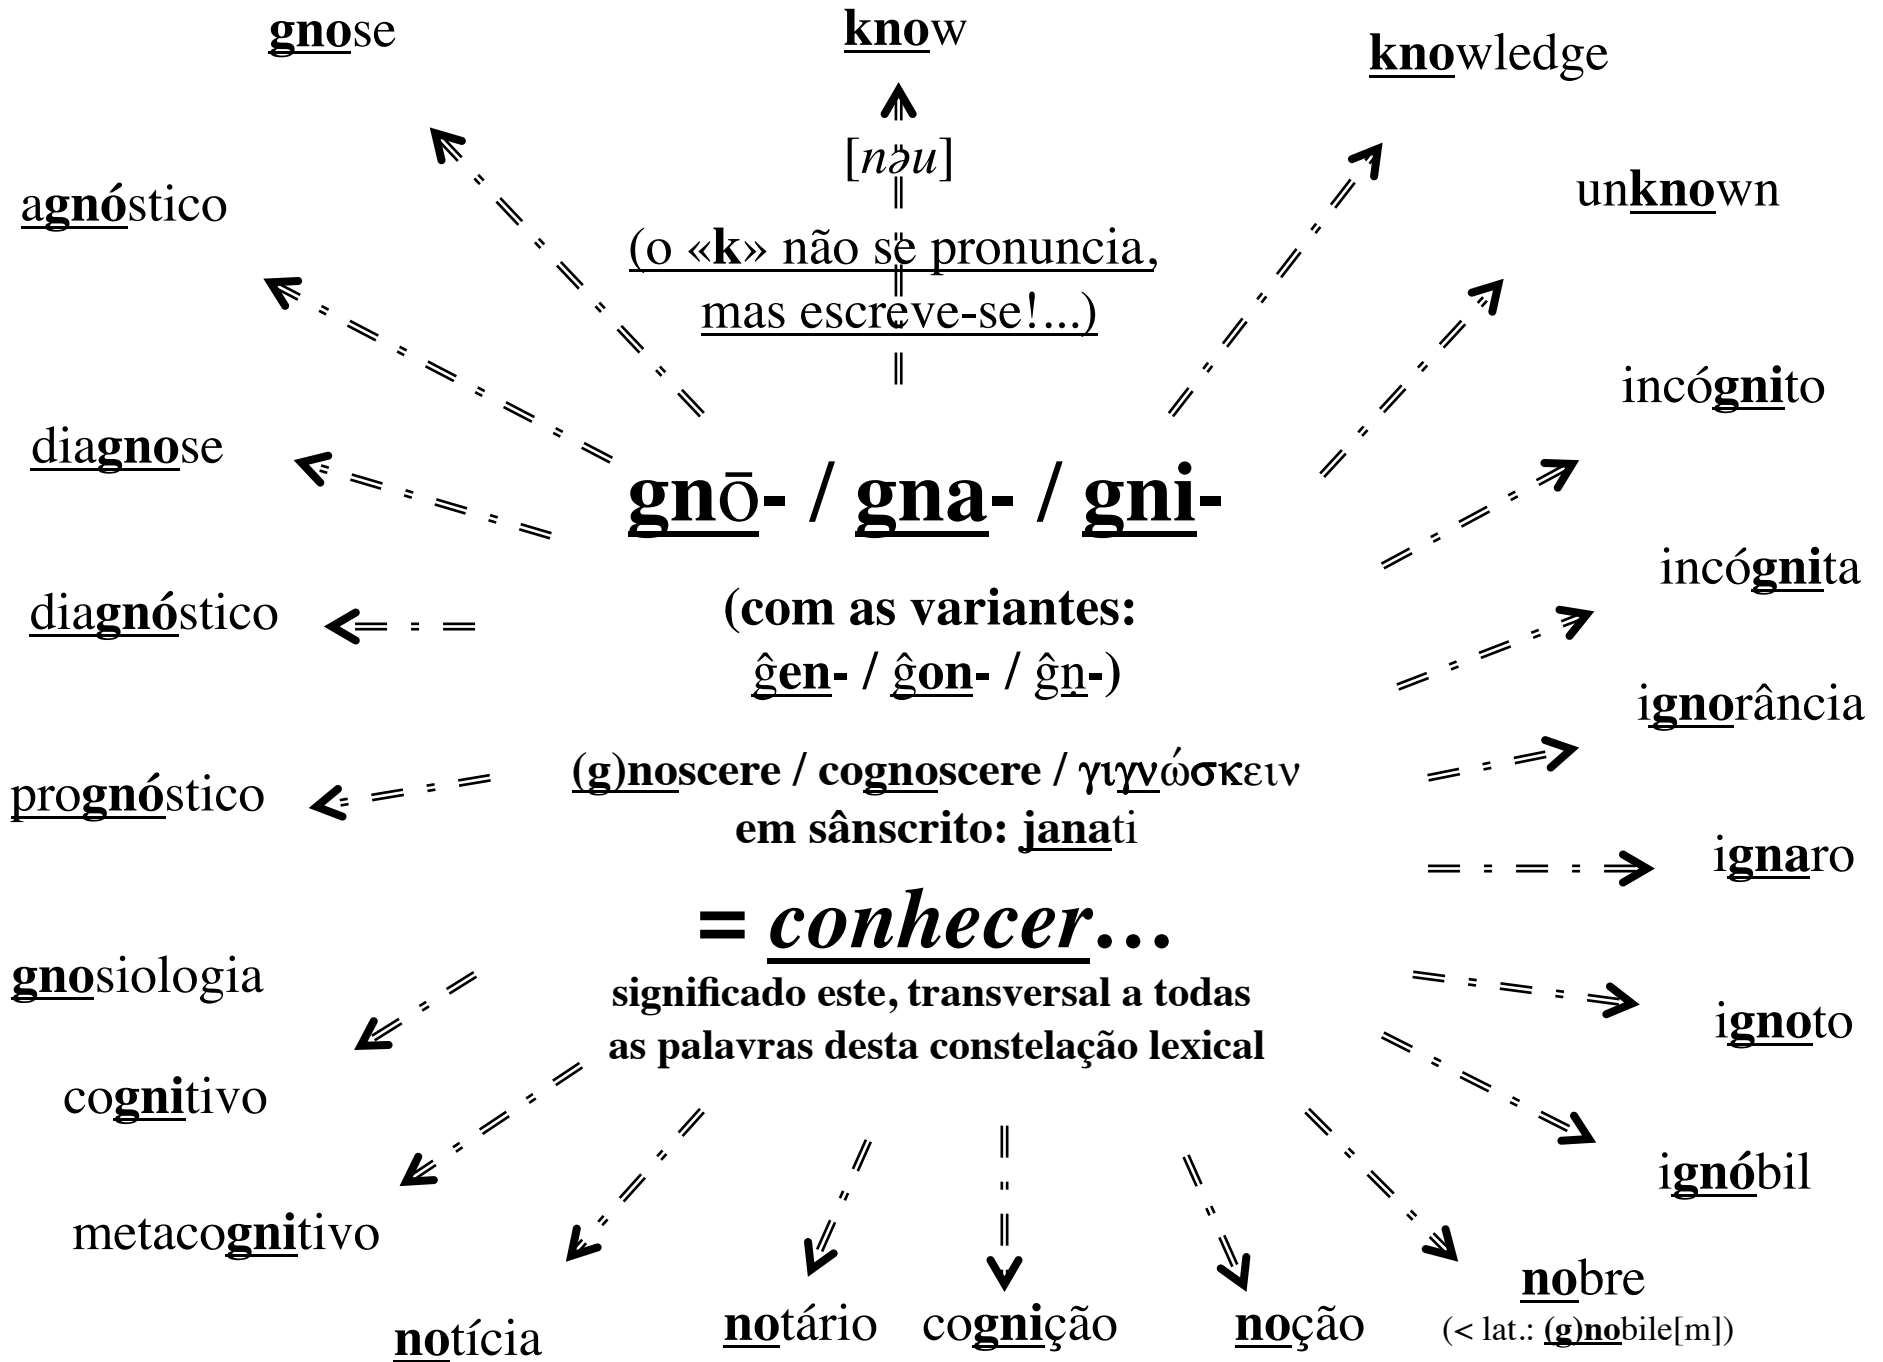 gnose
know
knowledge
[nəu]
agnóstico
unknown
(o «k» não se pronuncia,
mas escreve-se!...)
incógnito
diagnose
gnō- / gna- / gni-
incógnita
diagnóstico
(com as variantes:
ĝen- / ĝon- / ĝṇ-)
ignorância
prognóstico
(g)noscere / cognoscere / γιγνώσκειν
em sânscrito: janati
ignaro
= conhecer…
gnosiologia
significado este, transversal a todas
as palavras desta constelação lexical
ignoto
cognitivo
ignóbil
metacognitivo
notícia
notário
cognição
noção
nobre
(< lat.: (g)nobile[m])